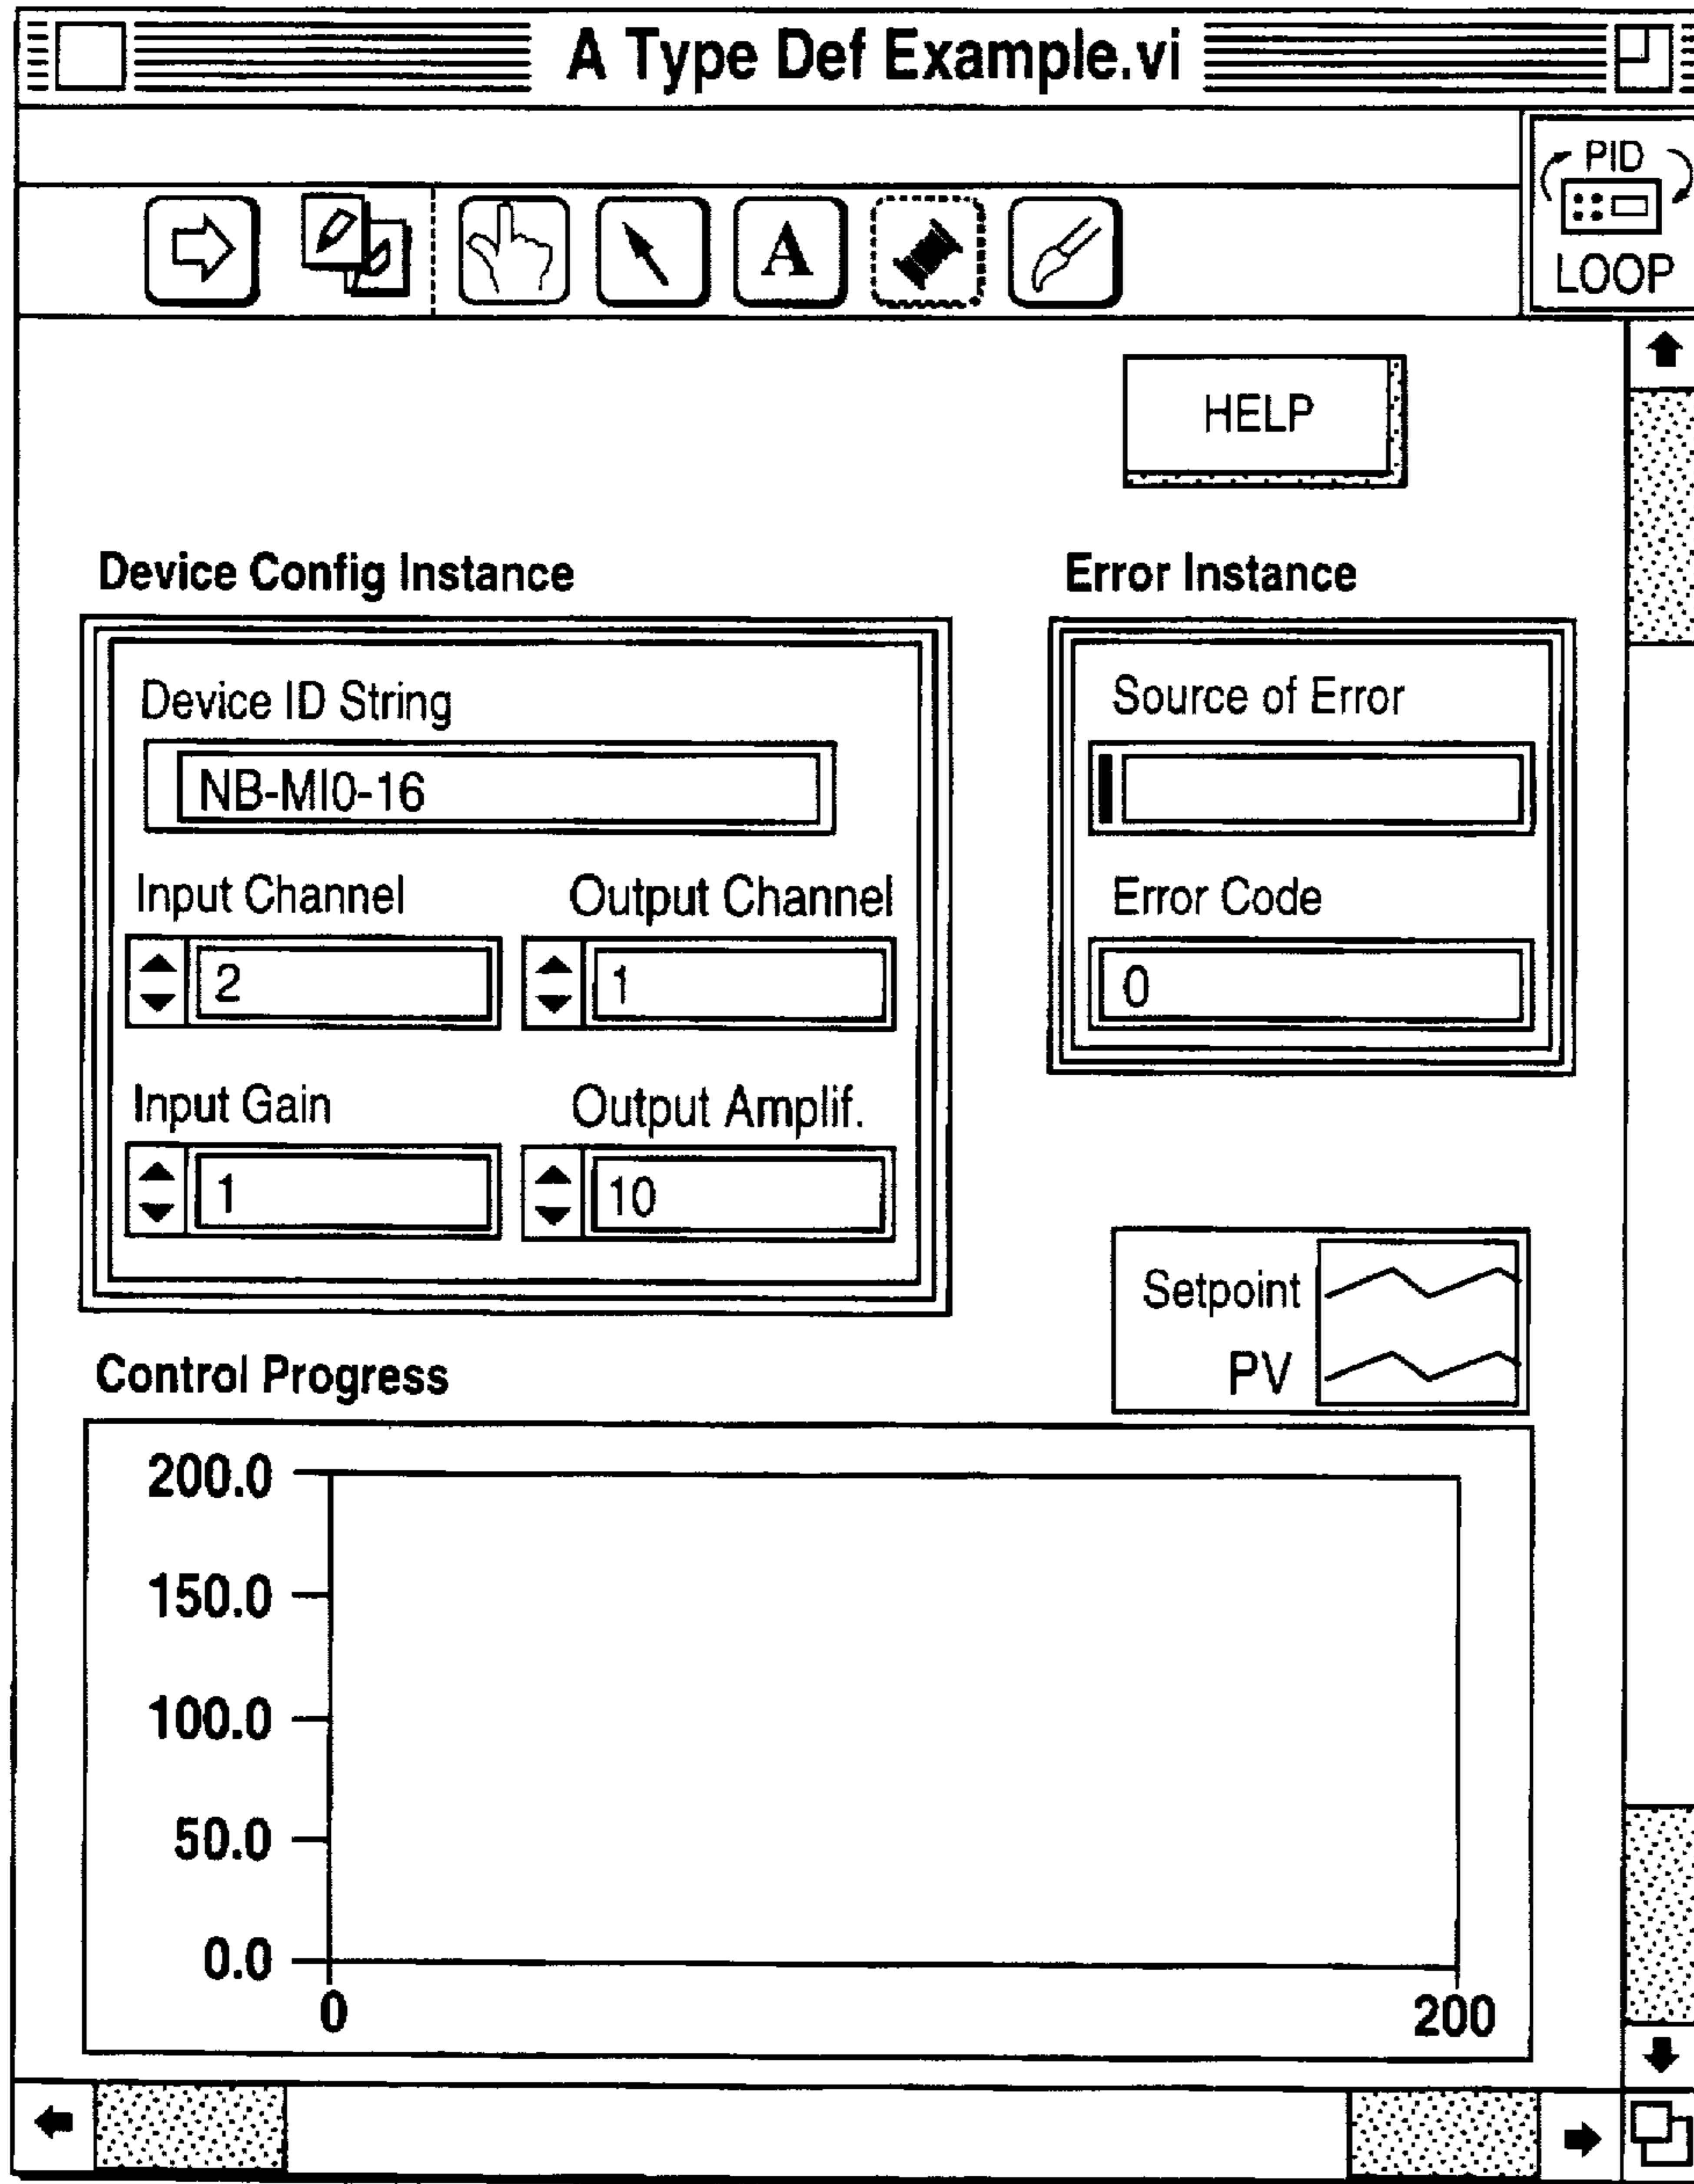 A Type Def Example.vi
PID
LOOP
A
HELP
Device Config Instance
Error Instance
Device ID String
NB-MI0-16
Source of Error
Input Channel
Output Channel
2
1
Error Code
0
Input Gain
Output Amplif.
1
10
Setpoint
PV
Control Progress
200.0
150.0
100.0
50.0
0.0
0
200